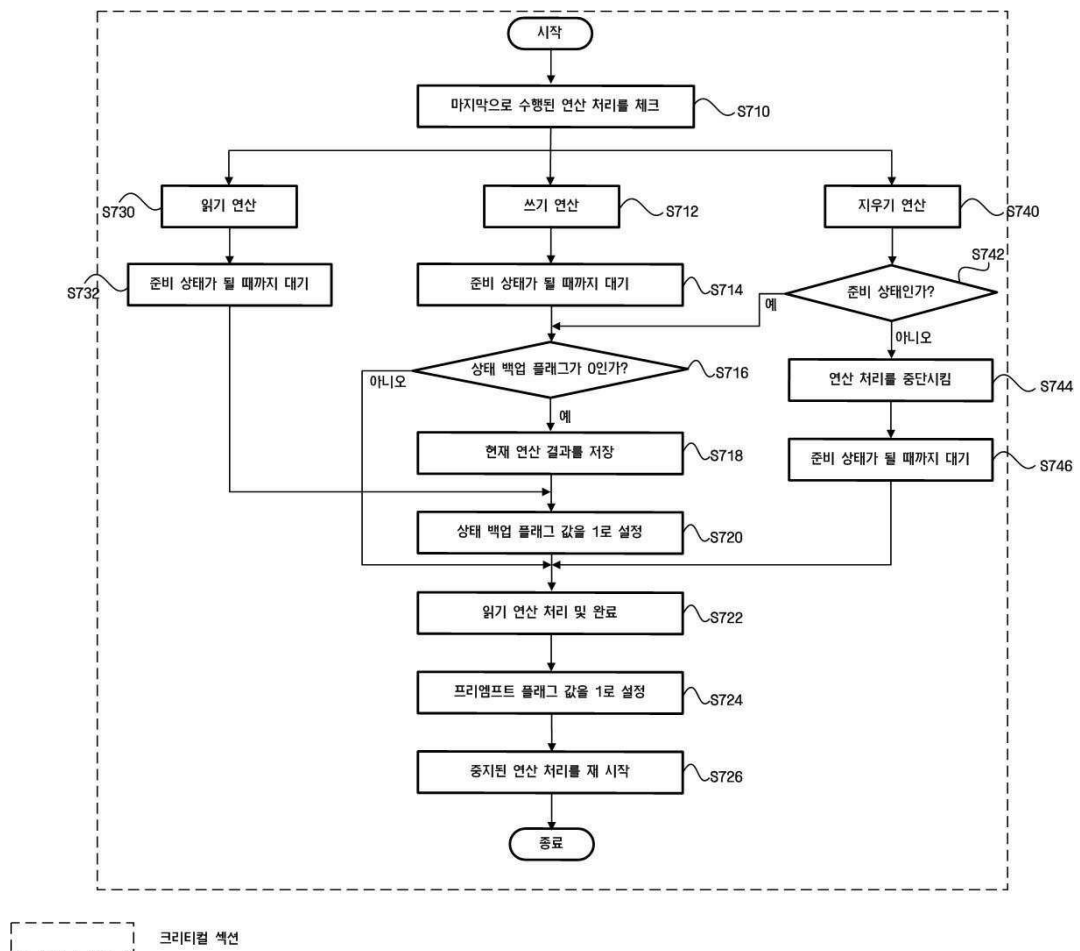 시작
마지막으로 수행된 연산 처리를 체크
S710
읽기 연산
S730
쓰기 연산
S712
지우기 연산
S740
준비 상태가 될 때까지 대기
S732
준비 상태가 될 때까지 대기
S714
준비 상태인가?
S742
예
아니오
상태 백업 플래그가 0인가?
S716
아니오
예
연산 처리를 중단시킴
S744
현재 연산 결과를 저장
S718
준비 상태가 될 때까지 대기
S746
상태 백업 플래그 값을 1로 설정
S720
읽기 연산 처리 및 완료
S722
프리엠프트 플래그 값을 1로 설정
S724
중지된 연산 처리를 재 시작
S726
종료
크리티컬 섹션